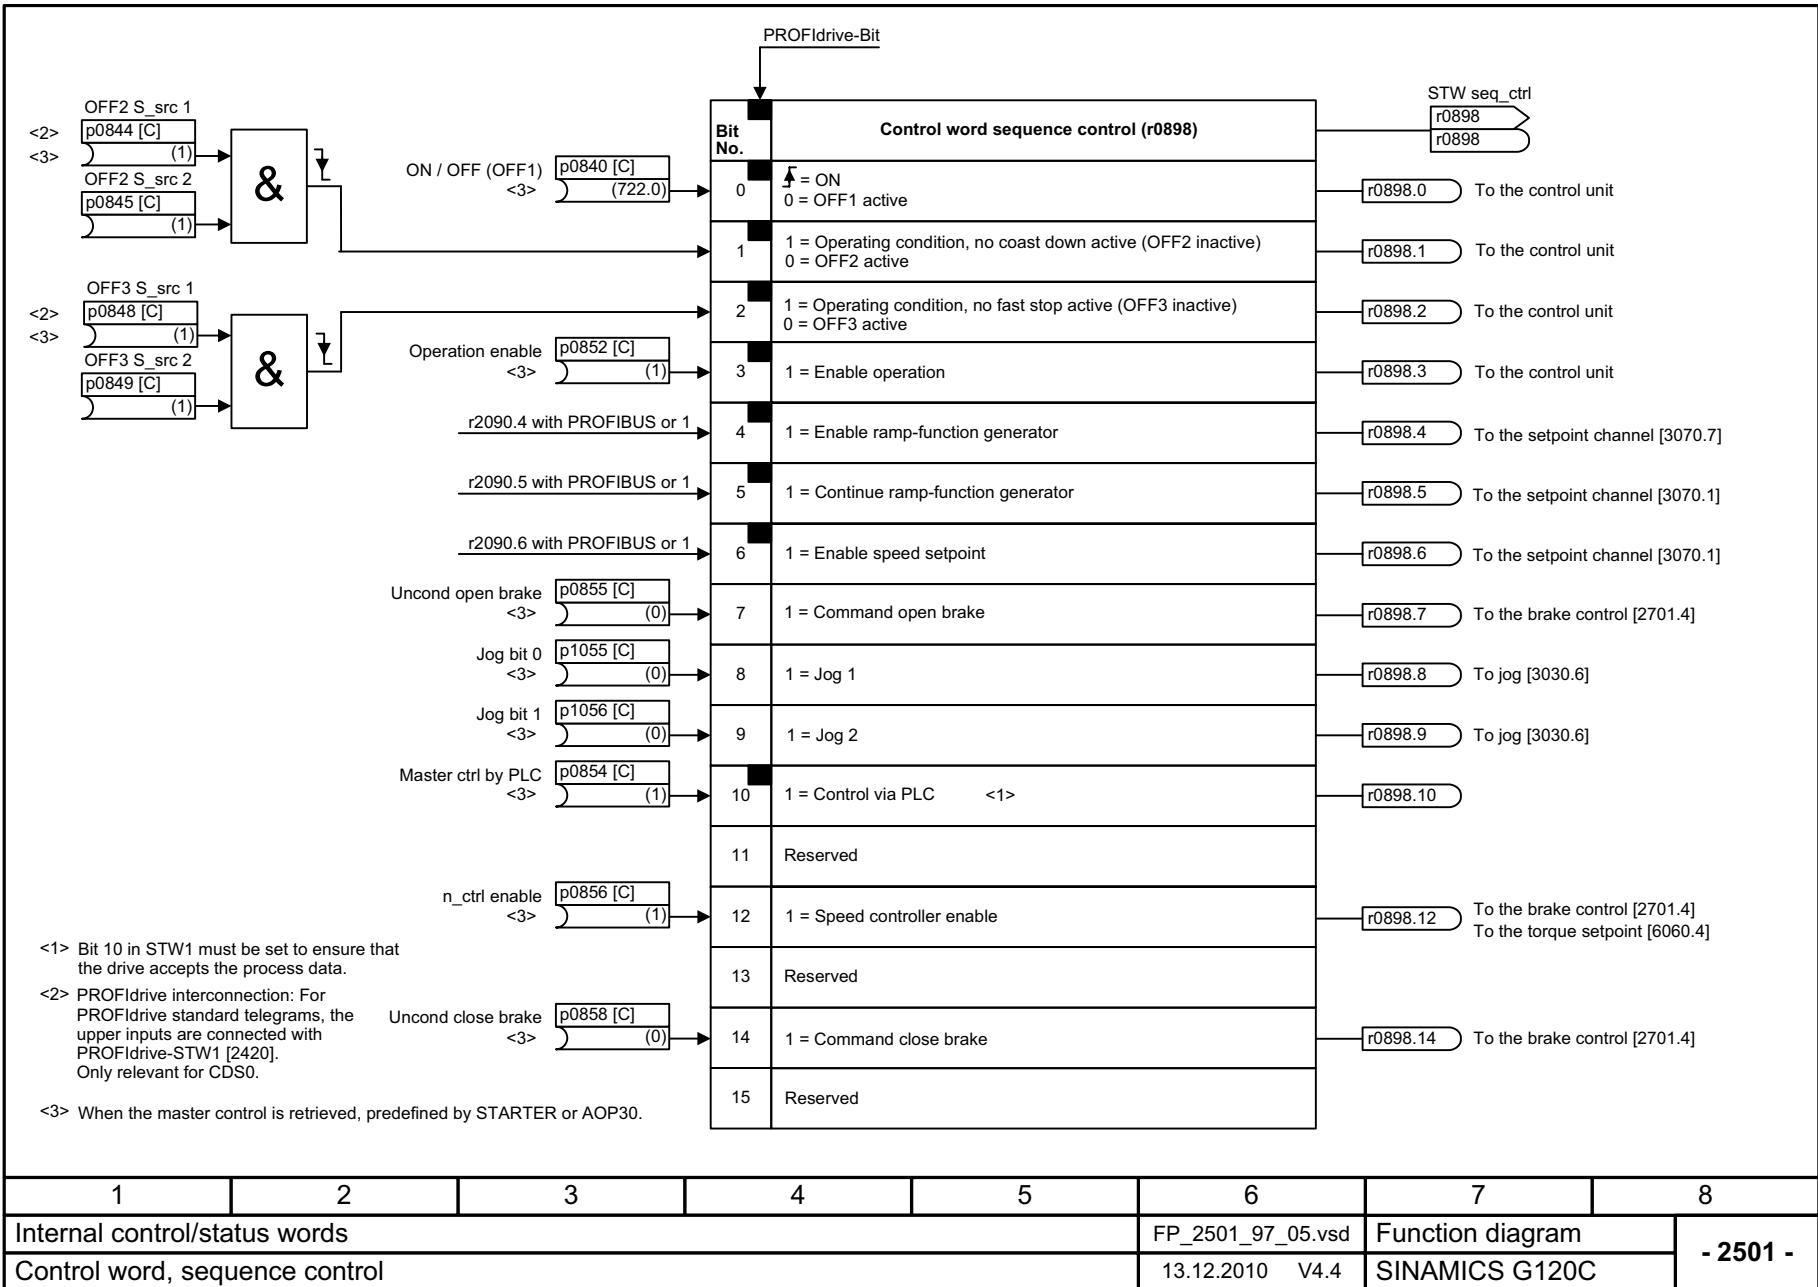 PROFIdrive-Bit
STW seq_ctrl
r0898
r0898
Bit No.
Control word sequence control (r0898)
OFF2 S_src 1
<2> p0844 [C]
<3> (1)
OFF2 S_src 2
p0845 [C]
(1)
&
ON / OFF (OFF1) p0840 [C]
<3> (722.0)
0
= ON
0 = OFF1 active
r0898.0 To the control unit
1
1 = Operating condition, no coast down active (OFF2 inactive)
0 = OFF2 active
r0898.1 To the control unit
OFF3 S_src 1
<2> p0848 [C]
<3> (1)
OFF3 S_src 2
p0849 [C]
(1)
&
2
1 = Operating condition, no fast stop active (OFF3 inactive)
0 = OFF3 active
r0898.2 To the control unit
Operation enable p0852 [C]
<3> (1)
3 1 = Enable operation
r0898.3 To the control unit
r2090.4 with PROFIBUS or 1
4 1 = Enable ramp-function generator
r0898.4 To the setpoint channel [3070.7]
r2090.5 with PROFIBUS or 1
5 1 = Continue ramp-function generator
r0898.5 To the setpoint channel [3070.1]
r2090.6 with PROFIBUS or 1
6 1 = Enable speed setpoint
r0898.6 To the setpoint channel [3070.1]
Uncond open brake p0855 [C]
<3> (0)
7 1 = Command open brake
r0898.7 To the brake control [2701.4]
Jog bit 0 p1055 [C]
<3> (0)
8 1 = Jog 1
r0898.8 To jog [3030.6]
Jog bit 1 p1056 [C]
<3> (0)
9 1 = Jog 2
r0898.9 To jog [3030.6]
Master ctrl by PLC p0854 [C]
<3> (1)
10 1 = Control via PLC <1>
r0898.10
11 Reserved
n_ctrl enable p0856 [C]
<3> (1)
12 1 = Speed controller enable
r0898.12 To the brake control [2701.4]
To the torque setpoint [6060.4]
13 Reserved
Uncond close brake p0858 [C]
<3> (0)
14 1 = Command close brake
r0898.14 To the brake control [2701.4]
15 Reserved
<1> Bit 10 in STW1 must be set to ensure that
the drive accepts the process data.
<2> PROFIdrive interconnection: For
PROFIdrive standard telegrams, the
upper inputs are connected with
PROFIdrive-STW1 [2420].
Only relevant for CDS0.
<3> When the master control is retrieved, predefined by STARTER or AOP30.
1 2 3 4 5 6 7 8
Internal control/status words FP_2501_97_05.vsd Function diagram
- 2501 -
Control word, sequence control 13.12.2010 V4.4 SINAMICS G120C